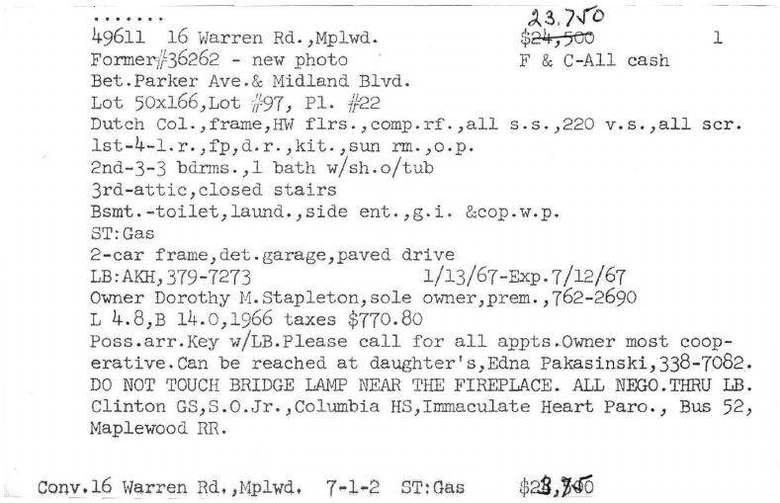 .......
23,750
49611 16 Warren Rd.,Mplwd. $24,500 1
Former#36262 - new photo F & C-All cash
Bet.Parker Ave.& Midland Blvd.
Lot 50x166,Lot #97, Pl. #22
Dutch Col.,frame,HW flrs.,comp.rf.,all s.s.,220 v.s.,all scr.
1st-4-l.r.,fp,d.r.,kit.,sun rm.,o.p.
2nd-3-3 bdrms.,1 bath w/sh.o/tub
3rd-attic,closed stairs
Bsmt.-toilet,laund.,side ent.,g.i. &cop.w.p.
ST:Gas
2-car frame,det.garage,paved drive
LB:AKH,379-7273 1/13/67-Exp.7/12/67
Owner Dorothy M.Stapleton,sole owner,prem.,762-2690
L 4.8,B 14.0,1966 taxes $770.80
Poss.arr.Key w/LB.Please call for all appts.Owner most coop-
erative.Can be reached at daughter's,Edna Pakasinski,338-7082.
DO NOT TOUCH BRIDGE LAMP NEAR THE FIREPLACE. ALL NEGO.THRU LB.
Clinton GS,S.O.Jr.,Columbia HS,Immaculate Heart Paro., Bus 52,
Maplewood RR.
Conv.16 Warren Rd.,Mplwd. 7-1-2 ST:Gas $23,750